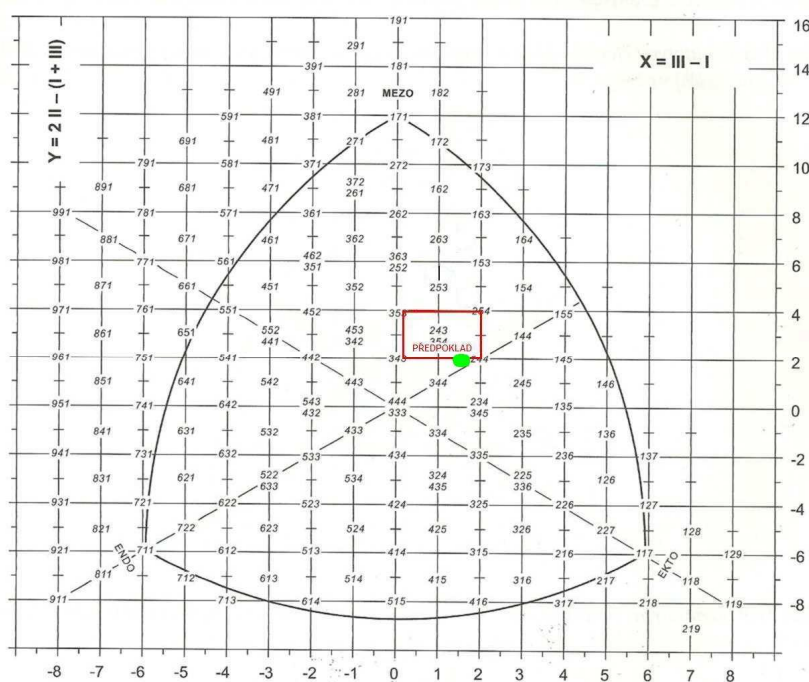 191 16
291
391 181 14
Y = 2 II – (I + III) X = III – I
491 281 MEZO 182
591 381 171 12
691 481 271 172
791 581 371 272 173 10
891 681 471 372 162
261
991 781 571 361 262 163 8
881 671 461 362 263 164
981 771 561 462 363 153 6
351 252
871 661 451 352 253 154
971 761 551 452 155 4
861 651 552 453 243 144
441 342
PŘEDPOKLAD
961 751 541 442 244 145 2
851 641 542 443 344 245 146
951 741 642 543 444 234 135 0
432 333 345
841 631 532 433 334 235 136
941 731 632 533 434 335 236 137 -2
831 621 522 534 324 225 126
633 435 336
931 721 622 523 424 325 226 127 -4
821 722 623 524 425 326 227 128
921 ENDO 711 612 513 414 315 216 117 EKTO 129 -6
811 712 613 514 415 316 217 118
911 713 614 515 416 317 218 119 -8
219
-8 -7 -6 -5 -4 -3 -2 -1 0 1 2 3 4 5 6 7 8